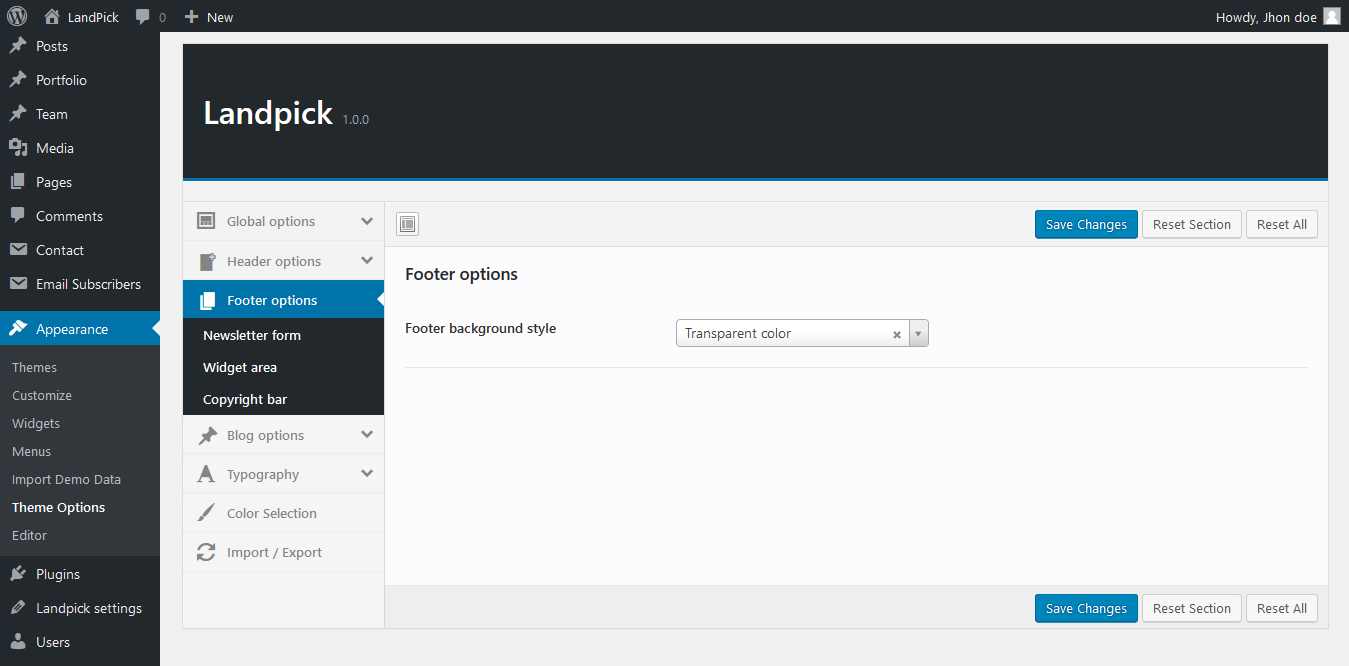 LandPick 0 New Howdy, Jhon doe
Posts
Portfolio
Team
Media
Pages
Comments
Contact
Email Subscribers
Appearance
Themes
Customize
Widgets
Menus
Import Demo Data
Theme Options
Editor
Plugins
Landpick settings
Users
Landpick 1.0.0
Global options
Header options
Footer options
Newsletter form
Widget area
Copyright bar
Blog options
Typography
Color Selection
Import / Export
Save Changes Reset Section Reset All
Footer options
Footer background style Transparent color
Save Changes Reset Section Reset All